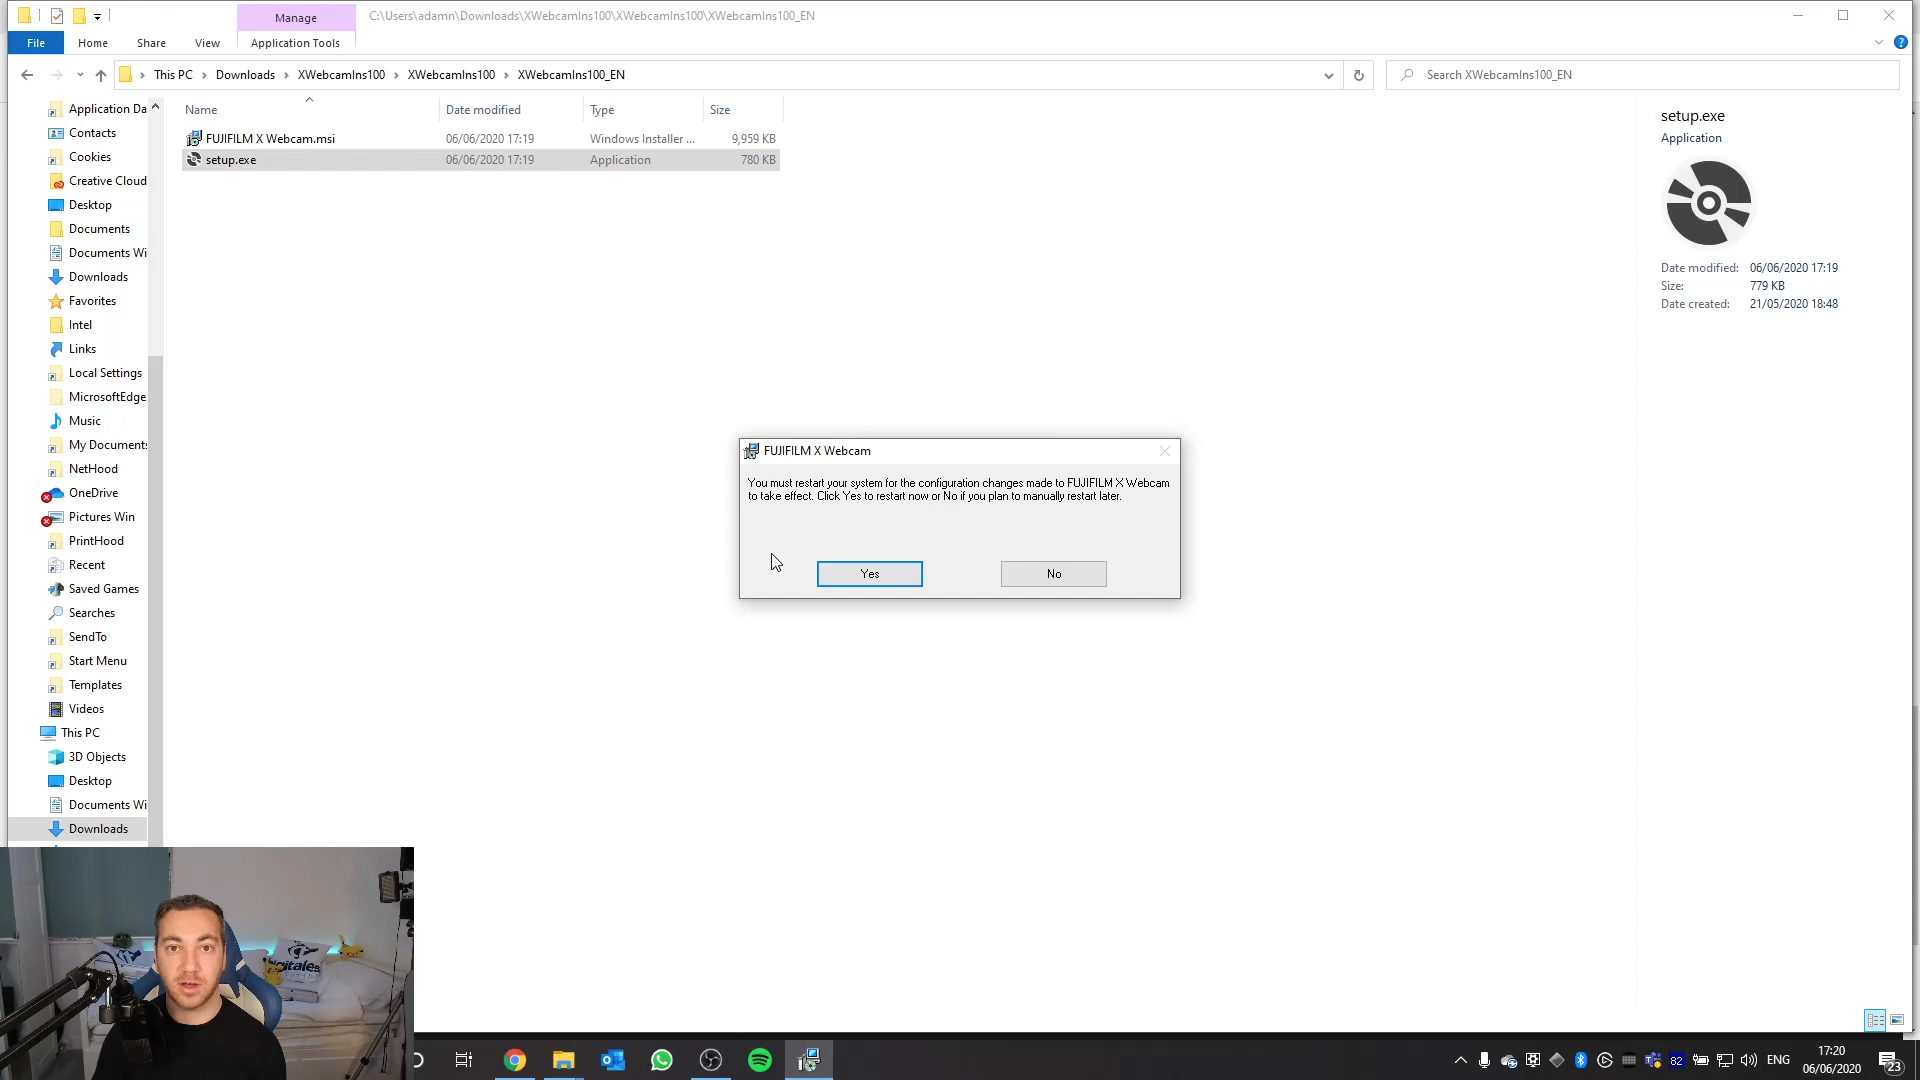 Manage
C:\Users\adamn\Downloads\XWebcamIns100\XWebcamIns100\XWebcamIns100_EN
File
Home
Share
View
Application Tools
This PC
Downloads
XWebcamIns100
XWebcamIns100
XWebcamIns100_EN
Search XWebcamIns100_EN
Name
Date modified
Type
Size
FUJIFILM X Webcam.msi
06/06/2020 17:19
Windows Installer ...
9,959 KB
setup.exe
06/06/2020 17:19
Application
780 KB
Application Da
Contacts
Cookies
Creative Cloud
Desktop
Documents
Documents Wi
Downloads
Favorites
Intel
Links
Local Settings
MicrosoftEdge
Music
My Documents
NetHood
OneDrive
Pictures Win
PrintHood
Recent
Saved Games
Searches
SendTo
Start Menu
Templates
Videos
This PC
3D Objects
Desktop
Documents Wi
Downloads
setup.exe
Application
Date modified: 06/06/2020 17:19
Size: 779 KB
Date created: 21/05/2020 18:48
FUJIFILM X Webcam
You must restart your system for the configuration changes made to FUJIFILM X Webcam
to take effect. Click Yes to restart now or No if you plan to manually restart later.
Yes
No
82
ENG
17:20
06/06/2020
23